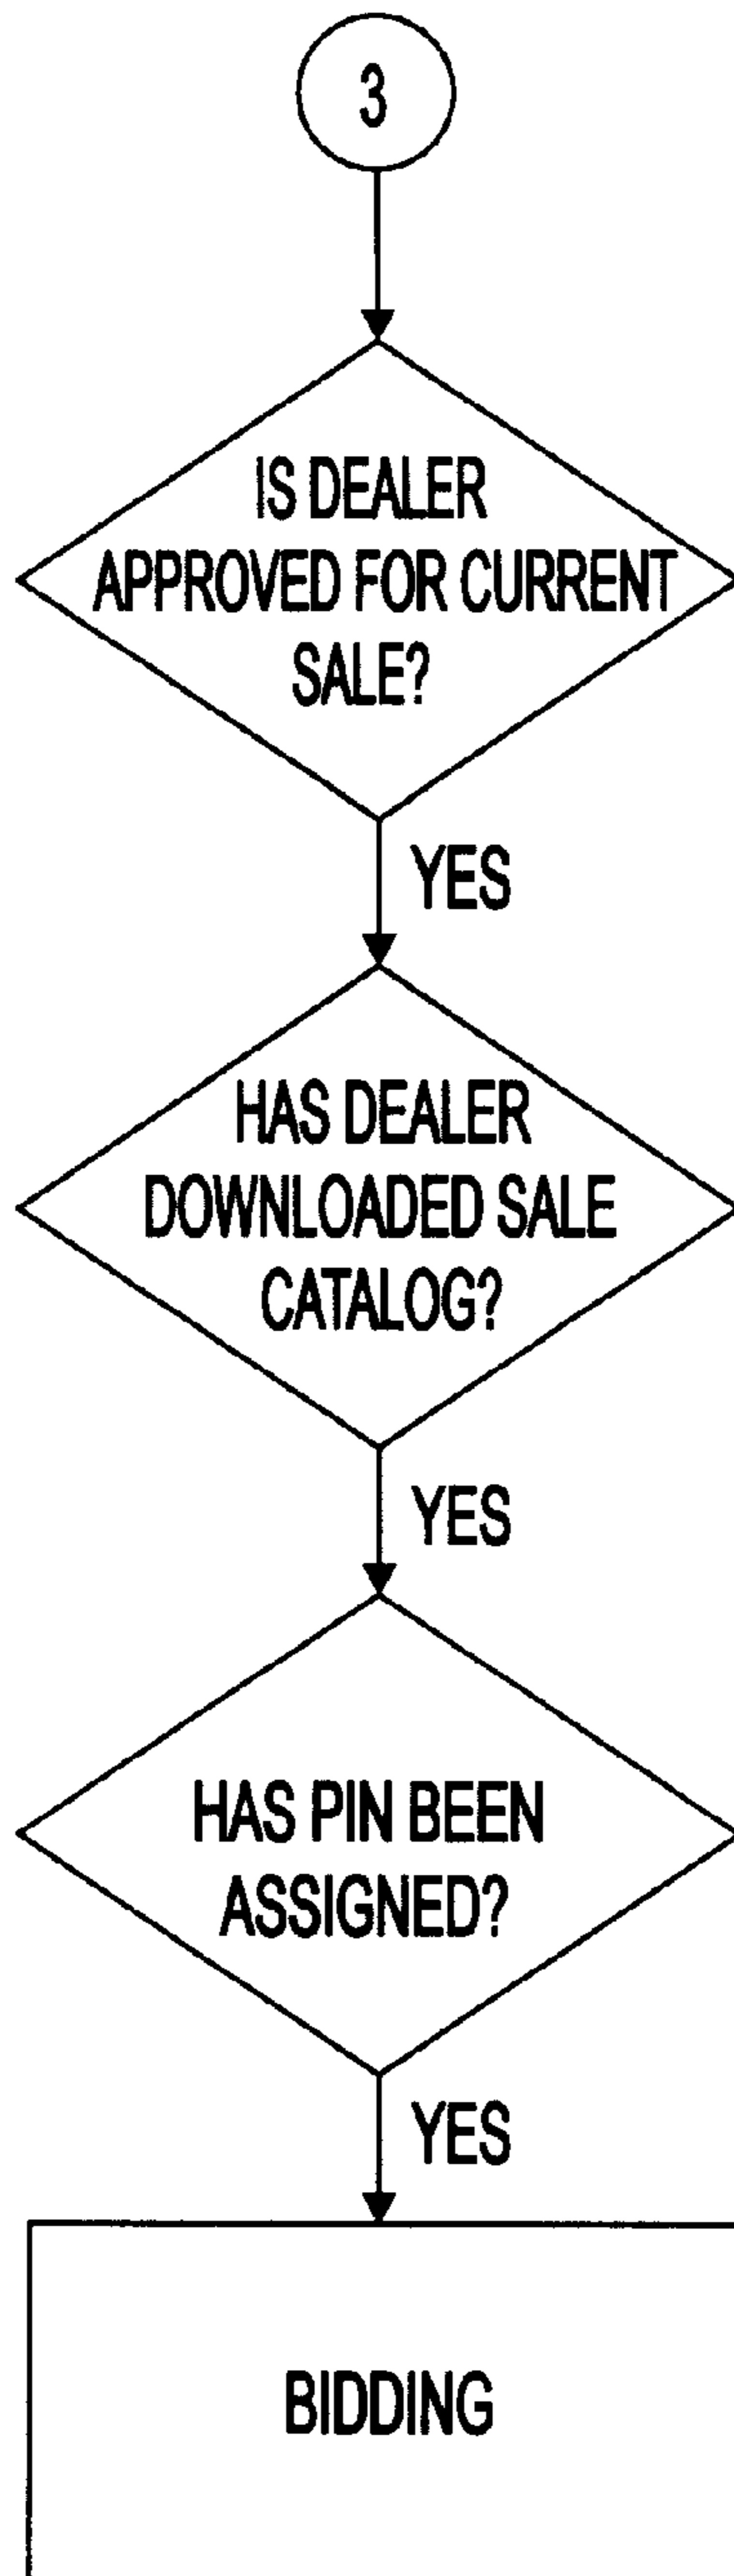 3
IS DEALER
APPROVED FOR CURRENT
SALE?
YES
HAS DEALER
DOWNLOADED SALE
CATALOG?
YES
HAS PIN BEEN
ASSIGNED?
YES
BIDDING